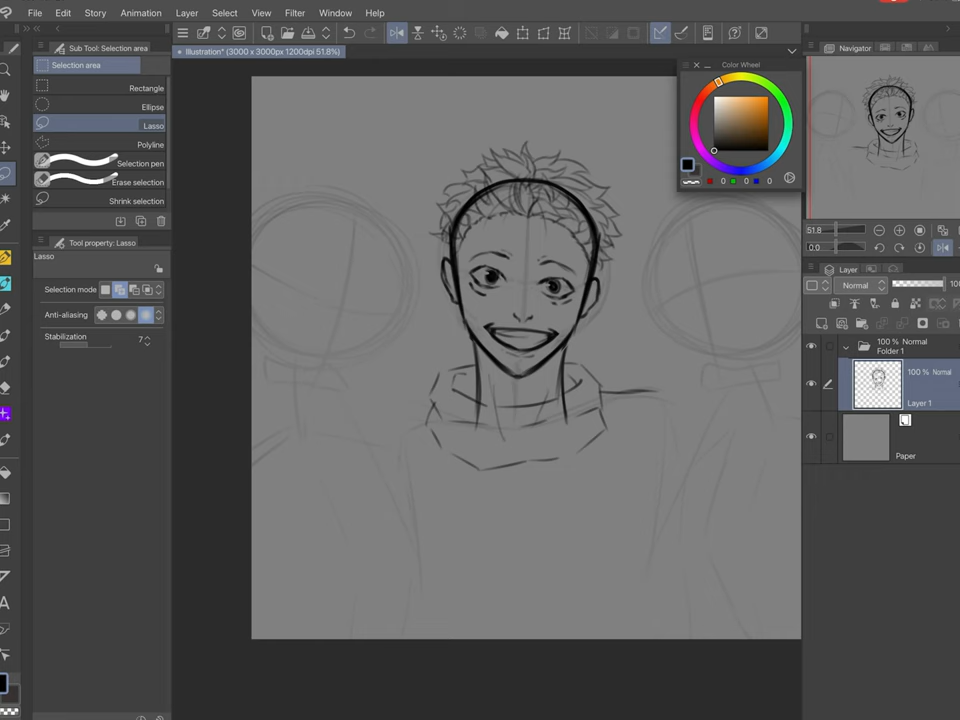 File Edit Story Animation Layer Select View Filter Window Help
Sub Tool: Selection area
Selection area
Rectangle
Ellipse
Lasso
Polyline
Selection pen
Erase selection
Shrink selection
Tool property: Lasso
Lasso
Selection mode
Anti-aliasing
Stabilization 7
Illustration* (3000 x 3000px 1200dpi 51.8%)
Color Wheel
0 0 0
Navigator
51.8
0.0
Layer
Normal 100
100 % Normal
Folder 1
100 % Normal
Layer 1
Paper